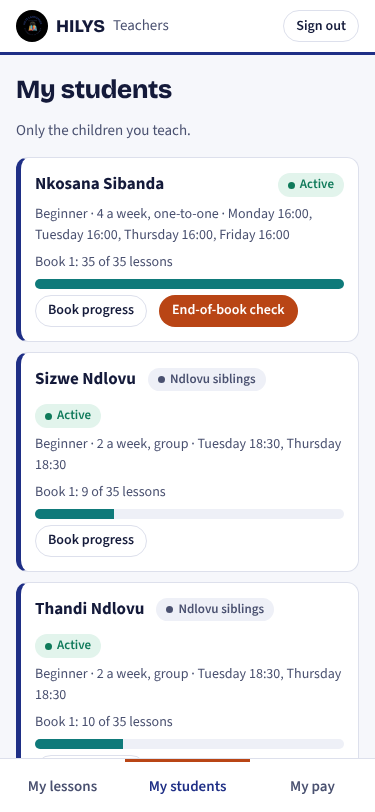 HILYS Teachers Sign out
My students
Only the children you teach.
Nkosana Sibanda Active
Beginner · 4 a week, one-to-one · Monday 16:00,
Tuesday 16:00, Thursday 16:00, Friday 16:00
Book 1: 35 of 35 lessons
Book progress End-of-book check
Sizwe Ndlovu Ndlovu siblings
Active
Beginner · 2 a week, group · Tuesday 18:30, Thursday
18:30
Book 1: 9 of 35 lessons
Book progress
Thandi Ndlovu Ndlovu siblings
Active
Beginner · 2 a week, group · Tuesday 18:30, Thursday
18:30
Book 1: 10 of 35 lessons
My lessons My students My pay